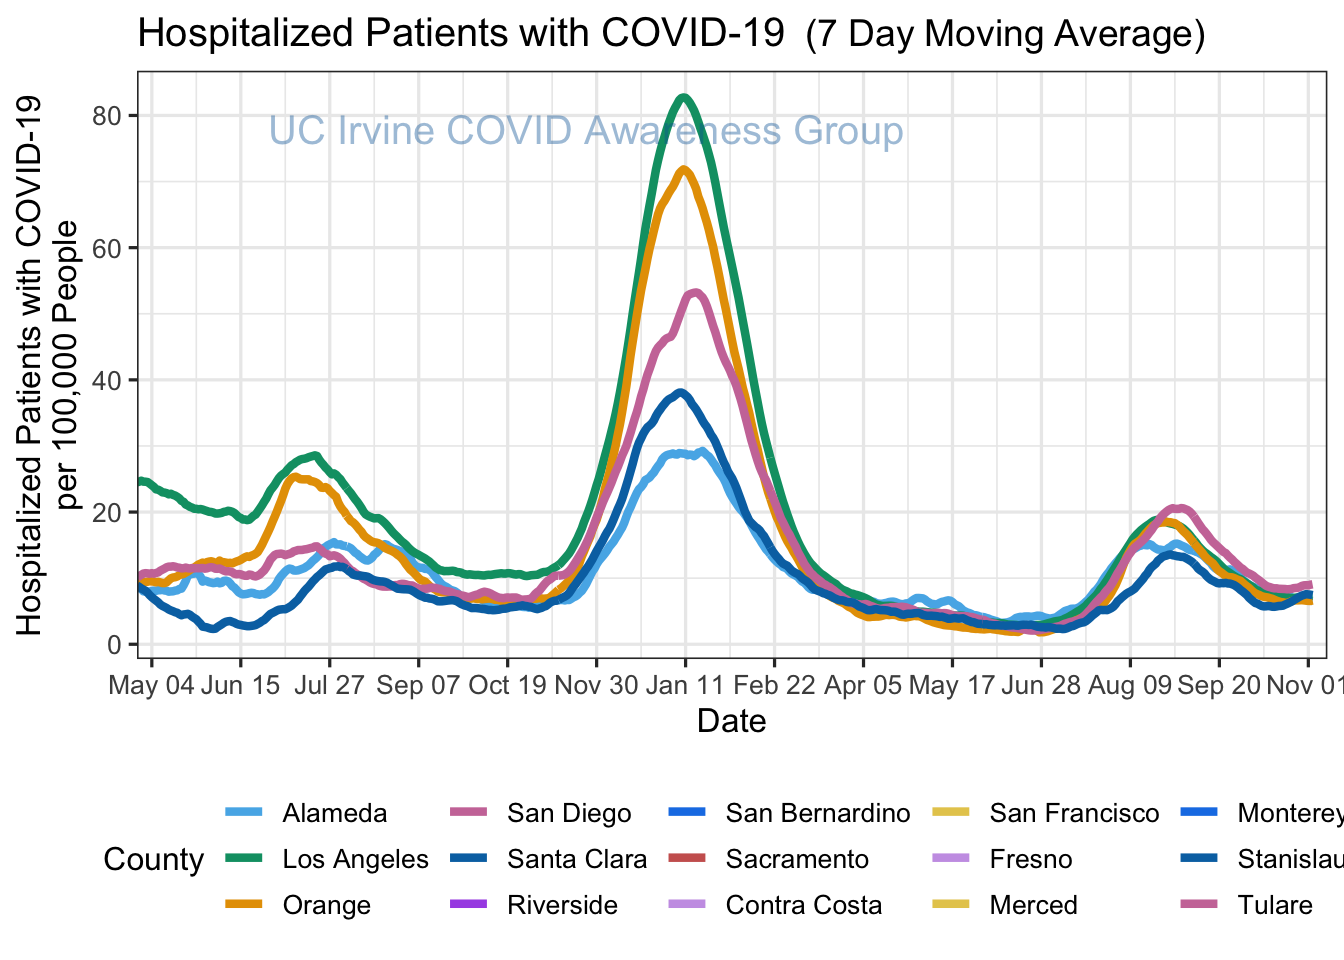 Hospitalized Patients with COVID-19 (7 Day Moving Average)
Hospitalized Patients with COVID-19
per 100,000 People
80
60
40
20
0
UC Irvine COVID Awareness Group
May 04 Jun 15 Jul 27 Sep 07 Oct 19 Nov 30 Jan 11 Feb 22 Apr 05 May 17 Jun 28 Aug 09 Sep 20 Nov 01
Date
County
Alameda San Diego San Bernardino San Francisco Monterey
Los Angeles Santa Clara Sacramento Fresno Stanislau
Orange Riverside Contra Costa Merced Tulare